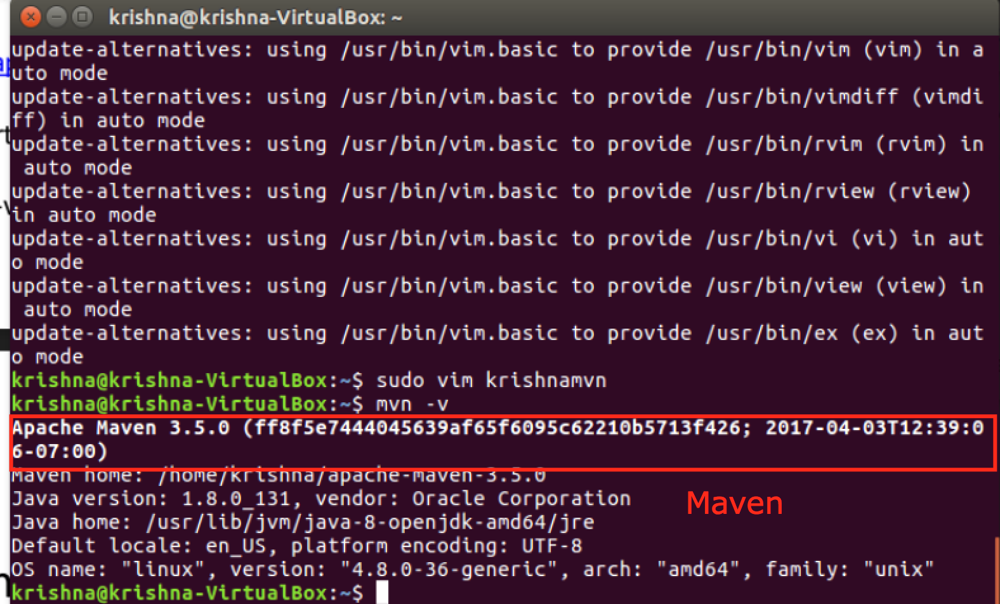 krishna@krishna-VirtualBox: ~
update-alternatives: using /usr/bin/vim.basic to provide /usr/bin/vim (vim) in a
uto mode
update-alternatives: using /usr/bin/vim.basic to provide /usr/bin/vimdiff (vimdi
ff) in auto mode
update-alternatives: using /usr/bin/vim.basic to provide /usr/bin/rvim (rvim) in
 auto mode
update-alternatives: using /usr/bin/vim.basic to provide /usr/bin/rview (rview)
in auto mode
update-alternatives: using /usr/bin/vim.basic to provide /usr/bin/vi (vi) in aut
o mode
update-alternatives: using /usr/bin/vim.basic to provide /usr/bin/view (view) in
 auto mode
update-alternatives: using /usr/bin/vim.basic to provide /usr/bin/ex (ex) in aut
o mode
krishna@krishna-VirtualBox:~$ sudo vim krishnamvn
krishna@krishna-VirtualBox:~$ mvn -v
Apache Maven 3.5.0 (ff8f5e7444045639af65f6095c62210b5713f426; 2017-04-03T12:39:0
6-07:00)
Maven home: /home/krishna/apache-maven-3.5.0
Java version: 1.8.0_131, vendor: Oracle Corporation
Maven
Java home: /usr/lib/jvm/java-8-openjdk-amd64/jre
Default locale: en_US, platform encoding: UTF-8
OS name: "linux", version: "4.8.0-36-generic", arch: "amd64", family: "unix"
krishna@krishna-VirtualBox:~$